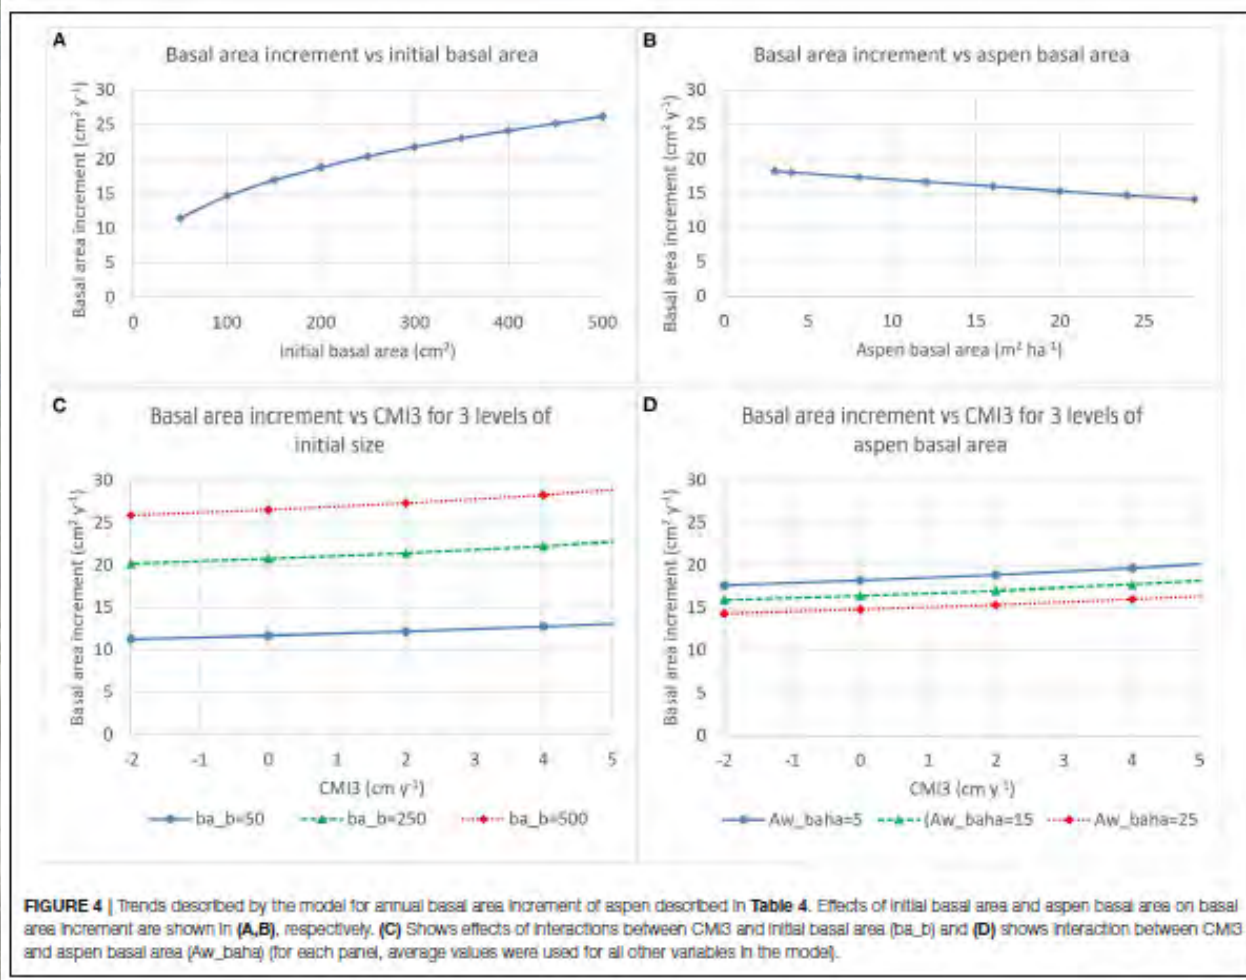 A
Basal area increment vs initial basal area
Basal area increment (cm² y⁻¹)
30
25
20
15
10
5
0
0 100 200 300 400 500
Initial basal area (cm²)
B
Basal area increment vs aspen basal area
Basal area increment (cm² y⁻¹)
30
25
20
15
10
5
0
0 5 10 15 20 25
Aspen basal area (m² ha⁻¹)
C
Basal area increment vs CMI3 for 3 levels of
initial size
Basal area increment (cm² y⁻¹)
30
25
20
15
10
5
0
-2 -1 0 1 2 3 4 5
CMI3 (cm y⁻¹)
ba_b=50 ba_b=250 ba_b=500
D
Basal area increment vs CMI3 for 3 levels of
aspen basal area
Basal area increment (cm² y⁻¹)
30
25
20
15
10
5
0
-2 -1 0 1 2 3 4 5
CMI3 (cm y⁻¹)
Aw_baha=5 (Aw_baha=15 Aw_baha=25
FIGURE 4 | Trends described by the model for annual basal area increment of aspen described in Table 4. Effects of initial basal area and aspen basal area on basal
area increment are shown in (A,B), respectively. (C) Shows effects of interactions between CMI3 and initial basal area (ba_b) and (D) shows interaction between CMI3
and aspen basal area (Aw_baha) (for each panel, average values were used for all other variables in the model).